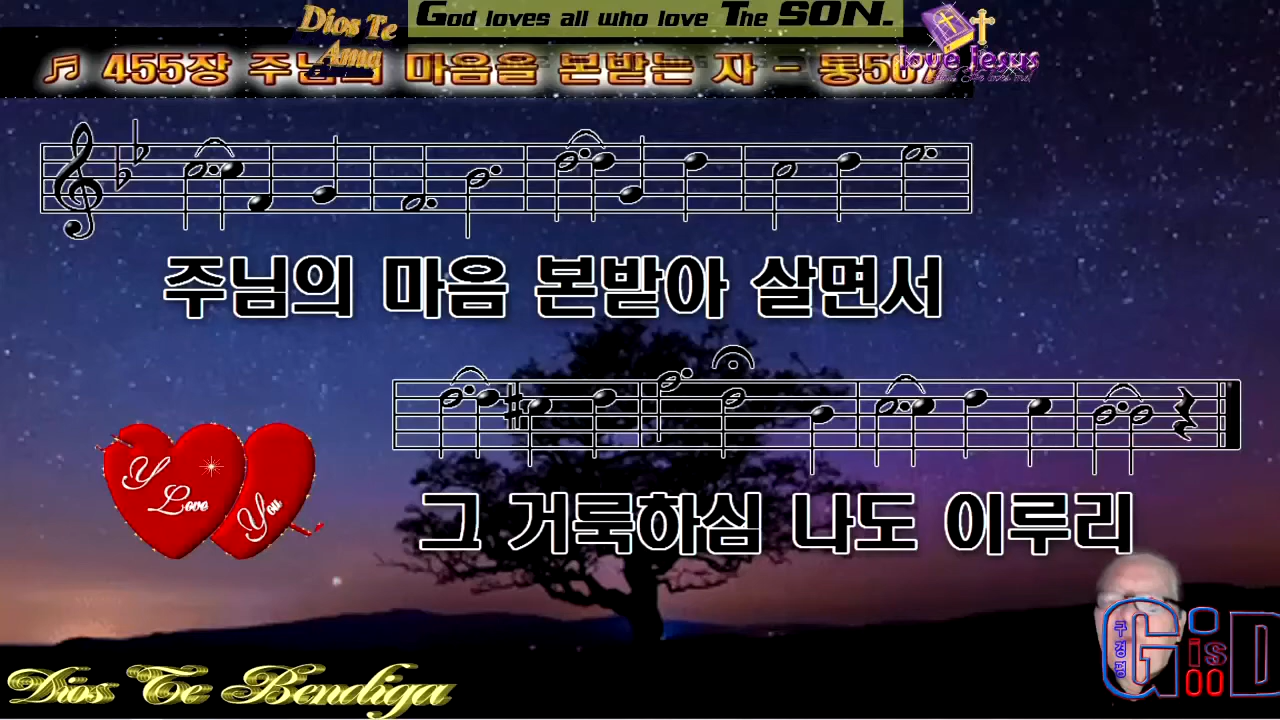 God loves all who love The SON.
Dios Te
Ama
♬ 455장 주님의 마음을 본받는 자 - 통507
love Jesus
주님의 마음 본받아 살면서
그 거룩하심 나도 이루리
Y
Love
You
God is
Dios Te Bendiga